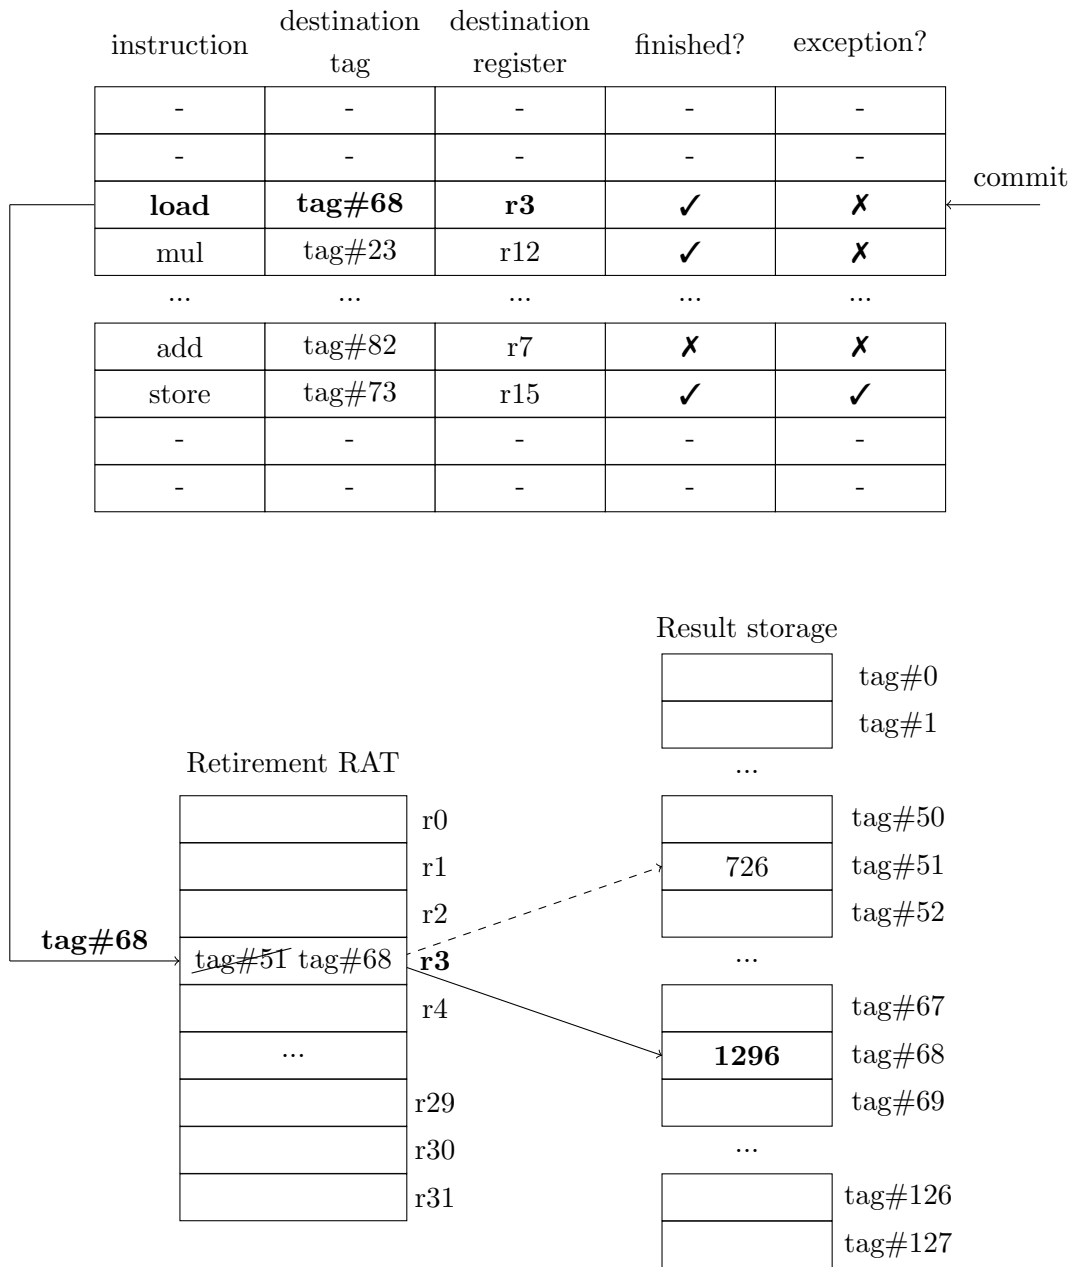 instruction destination tag destination register finished? exception?
- - - - -
- - - - -
commit
load tag#68 r3 ✓ ✗
mul tag#23 r12 ✓ ✗
... ... ... ... ...
add tag#82 r7 ✗ ✗
store tag#73 r15 ✓ ✓
- - - - -
- - - - -
Result storage
tag#0
tag#1
...
tag#50
726 tag#51
tag#52
...
tag#67
1296 tag#68
tag#69
...
tag#126
tag#127
Retirement RAT
r0
r1
r2
tag#68
tag#51 tag#68 r3
r4
...
r29
r30
r31